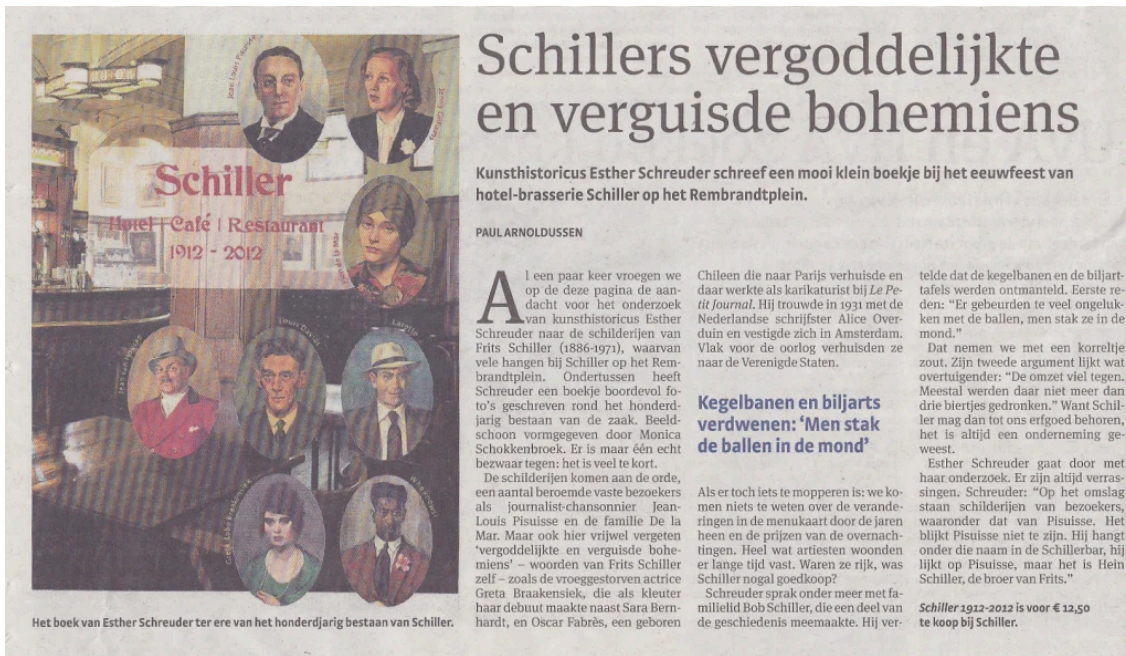 Schillers vergoddelijkte
en verguisde bohemiens
Kunsthistoricus Esther Schreuder schreef een mooi klein boekje bij het eeuwfeest van
hotel-brasserie Schiller op het Rembrandtplein.
PAUL ARNOLDUSSEN
Schiller
Hotel | Café | Restaurant
1912 - 2012
Louis Davids
Het boek van Esther Schreuder ter ere van het honderdjarig bestaan van Schiller.
Al een paar keer vroegen we
op de deze pagina de aan-
dacht voor het onderzoek
van kunsthistoricus Esther
Schreuder naar de schilderijen van
Frits Schiller (1886-1971), waarvan
vele hangen bij Schiller op het Rem-
brandtplein. Ondertussen heeft
Schreuder een boekje boordevol fo-
to's geschreven rond het honderd-
jarig bestaan van de zaak. Beeld-
schoon vormgegeven door Monica
Schokkenbroek. Er is maar één echt
bezwaar tegen: het is veel te kort.
De schilderijen komen aan de orde,
een aantal beroemde vaste bezoekers
als journalist-chansonnier Jean-
Louis Pisuisse en de familie De la
Mar. Maar ook hier vrijwel vergeten
'vergoddelijkte en verguisde bohe-
miens' – woorden van Frits Schiller
zelf – zoals de vroeggestorven actrice
Greta Braakensiek, die als kleuter
haar debuut maakte naast Sara Bern-
hardt, en Oscar Fabrès, een geboren
Chileen die naar Parijs verhuisde en
daar werkte als karikaturist bij Le Pe-
tit Journal. Hij trouwde in 1931 met de
Nederlandse schrijfster Alice Over-
duin en vestigde zich in Amsterdam.
Vlak voor de oorlog verhuisden ze
naar de Verenigde Staten.
Kegelbanen en biljarts
verdwenen: 'Men stak
de ballen in de mond'
Als er toch iets te mopperen is: we ko-
men niets te weten over de verande-
ringen in de menukaart door de jaren
heen en de prijzen van de overnach-
tingen. Heel wat artiesten woonden
er lange tijd vast. Waren ze rijk, was
Schiller nogal goedkoop?
Schreuder sprak onder meer met fa-
milielid Bob Schiller, die een deel van
de geschiedenis meemaakte. Hij ver-
telde dat de kegelbanen en de biljart-
tafels werden ontmanteld. Eerste re-
den: "Er gebeurden te veel ongeluk-
ken met de ballen, men stak ze in de
mond."
Dat nemen we met een korreltje
zout. Zijn tweede argument lijkt wat
overtuigender: "De omzet viel tegen.
Meestal werden daar niet meer dan
drie biertjes gedronken." Want Schil-
ler mag dan tot ons erfgoed behoren,
het is altijd een onderneming ge-
weest.
Esther Schreuder gaat door met
haar onderzoek. Er zijn altijd verras-
singen. Schreuder: "Op het omslag
staan schilderijen van bezoekers,
waaronder dat van Pisuisse. Het
blijkt Pisuisse niet te zijn. Hij hangt
onder die naam in de Schillerbar, hij
lijkt op Pisuisse, maar het is Hein
Schiller, de broer van Frits."
Schiller 1912-2012 is voor € 12,50
te koop bij Schiller.